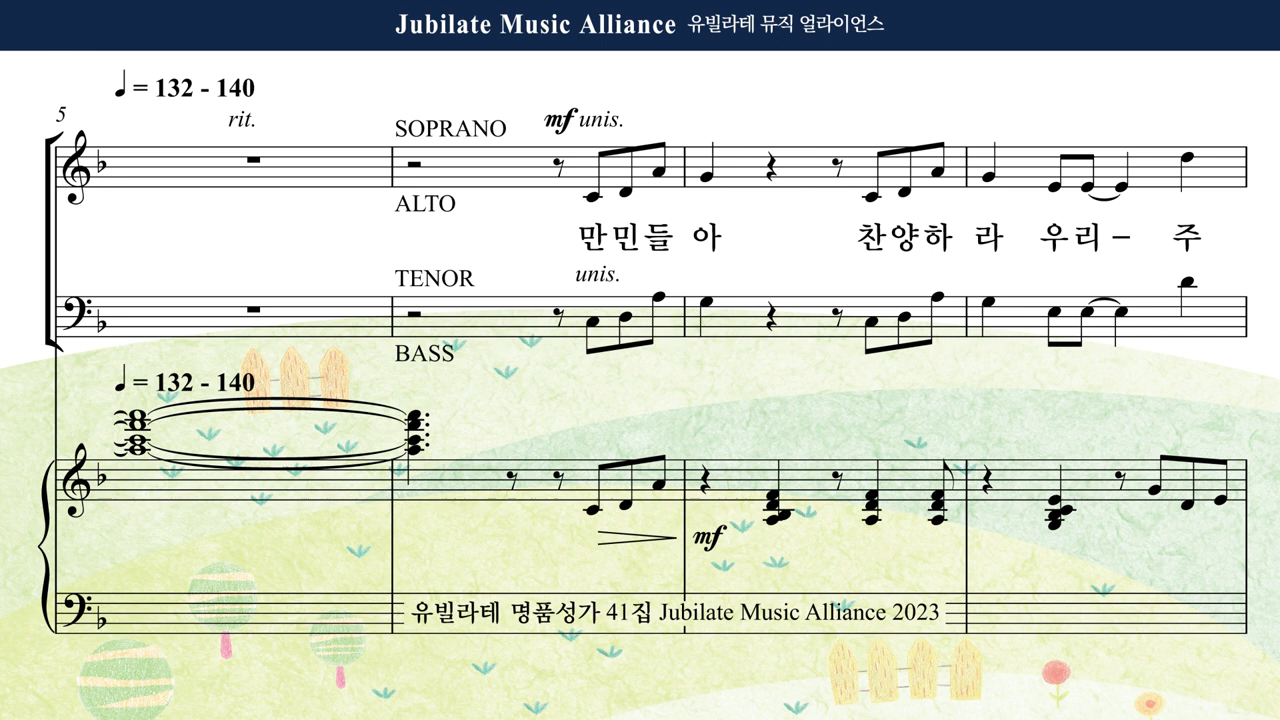 Jubilate Music Alliance 유빌라테 뮤직 얼라이언스
♩ = 132 - 140
5
rit.
SOPRANO
mf unis.
ALTO
만민들 아 찬양하 라 우리 – 주
TENOR
unis.
BASS
♩ = 132 - 140
mf
유빌라테 명품성가 41집 Jubilate Music Alliance 2023